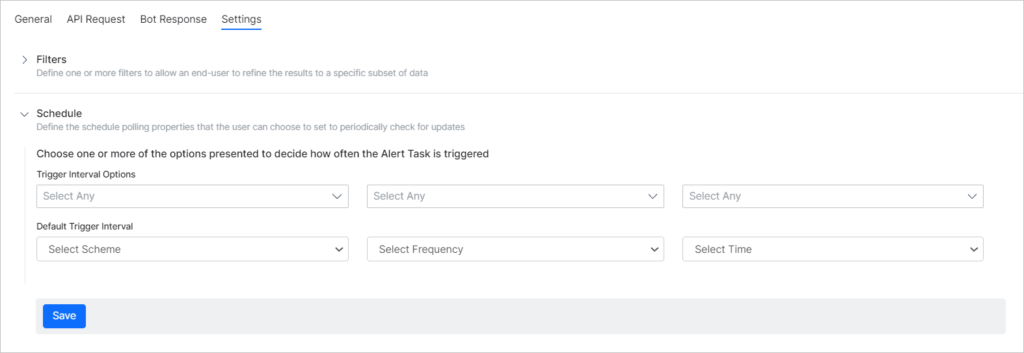 General API Request Bot Response Settings
Filters
Define one or more filters to allow an end-user to refine the results to a specific subset of data
Schedule
Define the schedule polling properties that the user can choose to set to periodically check for updates
Choose one or more of the options presented to decide how often the Alert Task is triggered
Trigger Interval Options
Select Any Select Any Select Any
Default Trigger Interval
Select Scheme Select Frequency Select Time
Save